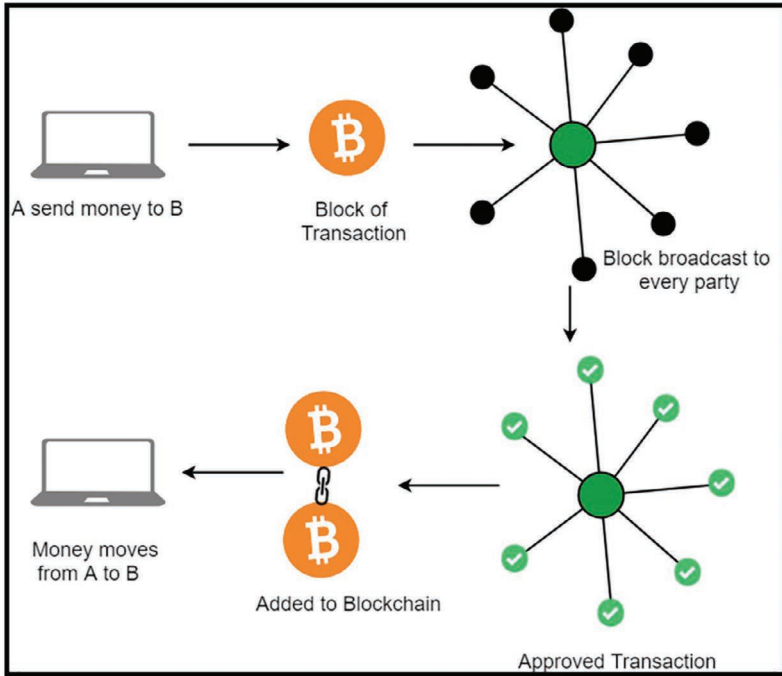 A send money to B
Block of
Transaction
Block broadcast to
every party
Money moves
from A to B
Added to Blockchain
Approved Transaction